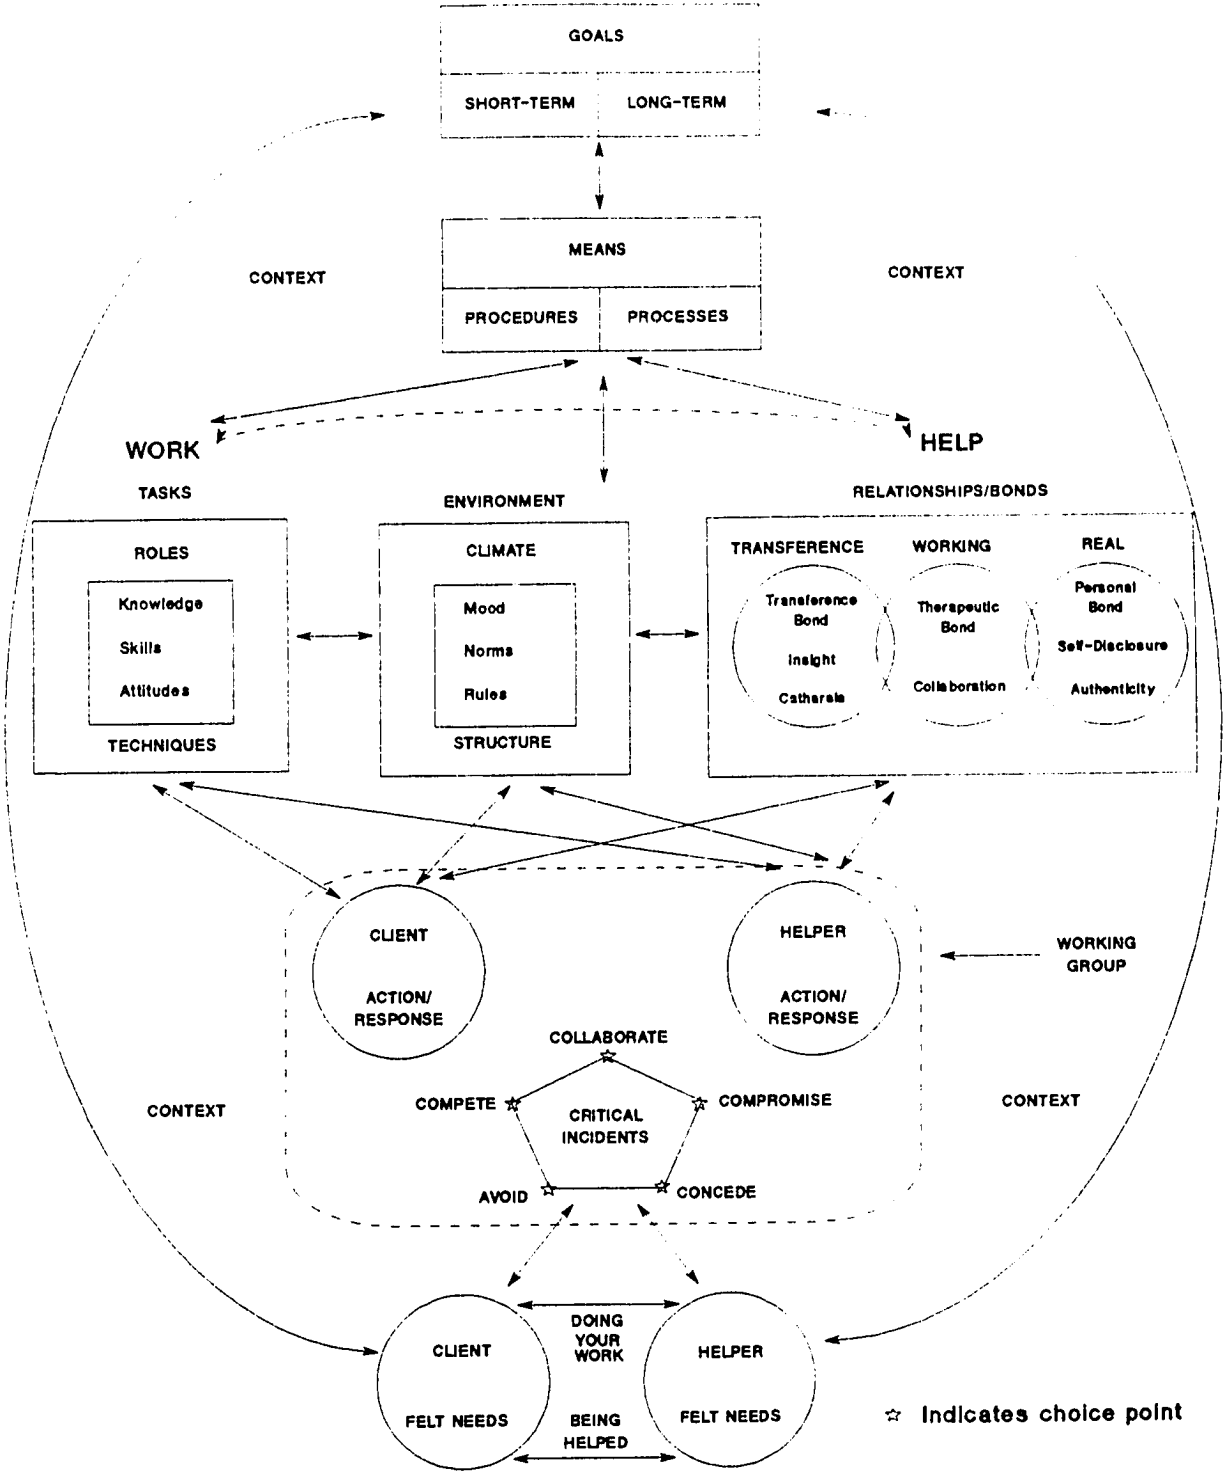 GOALS
SHORT-TERM
LONG-TERM
MEANS
CONTEXT
CONTEXT
PROCEDURES
PROCESSES
WORK
HELP
TASKS
ENVIRONMENT
RELATIONSHIPS/BONDS
ROLES
Knowledge
Skills
Attitudes
TECHNIQUES
CLIMATE
Mood
Norms
Rules
STRUCTURE
TRANSFERENCE
Transference
Bond
Insight
Catharsis
WORKING
Therapeutic
Bond
Collaboration
REAL
Personal
Bond
Self-Disclosure
Authenticity
CLIENT
ACTION/
RESPONSE
HELPER
ACTION/
RESPONSE
WORKING
GROUP
COLLABORATE
COMPETE
COMPROMISE
CRITICAL
INCIDENTS
AVOID
CONCEDE
CONTEXT
CONTEXT
CLIENT
FELT NEEDS
DOING
YOUR
WORK
BEING
HELPED
HELPER
FELT NEEDS
☆ Indicates choice point